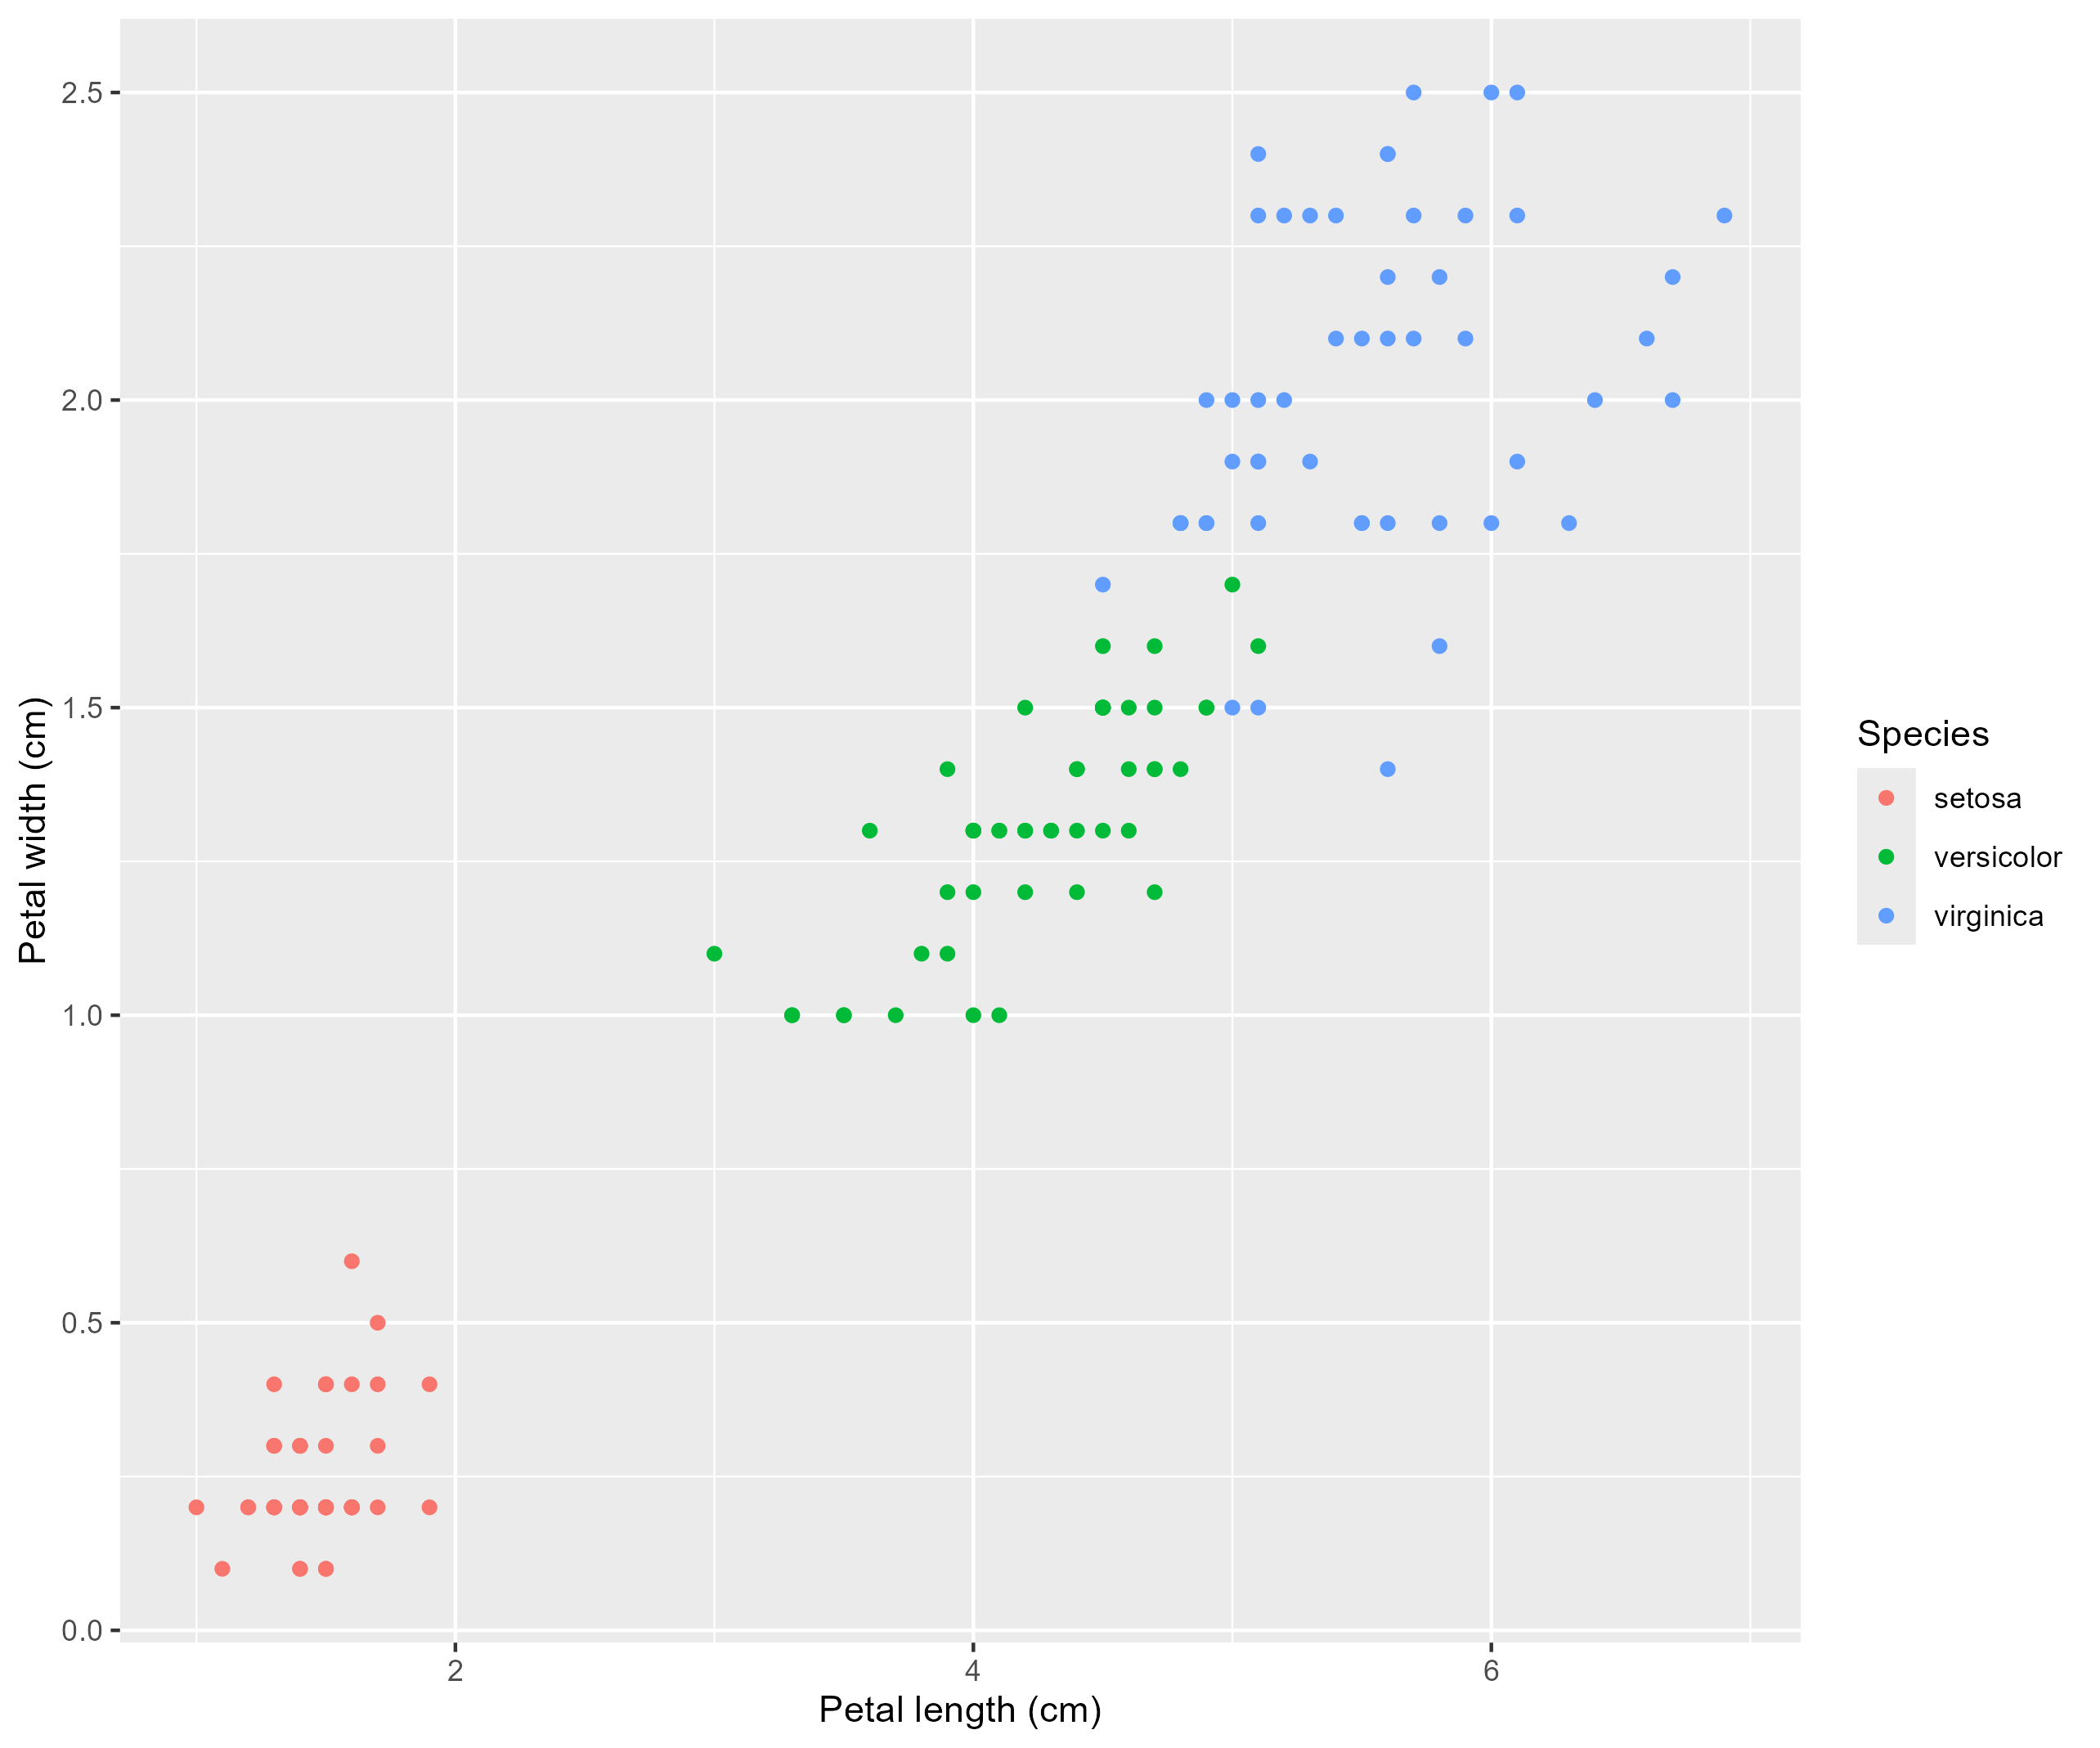 2.5
2.0
1.5
1.0
0.5
0.0
Petal width (cm)
2
4
6
Petal length (cm)
Species
setosa
versicolor
virginica